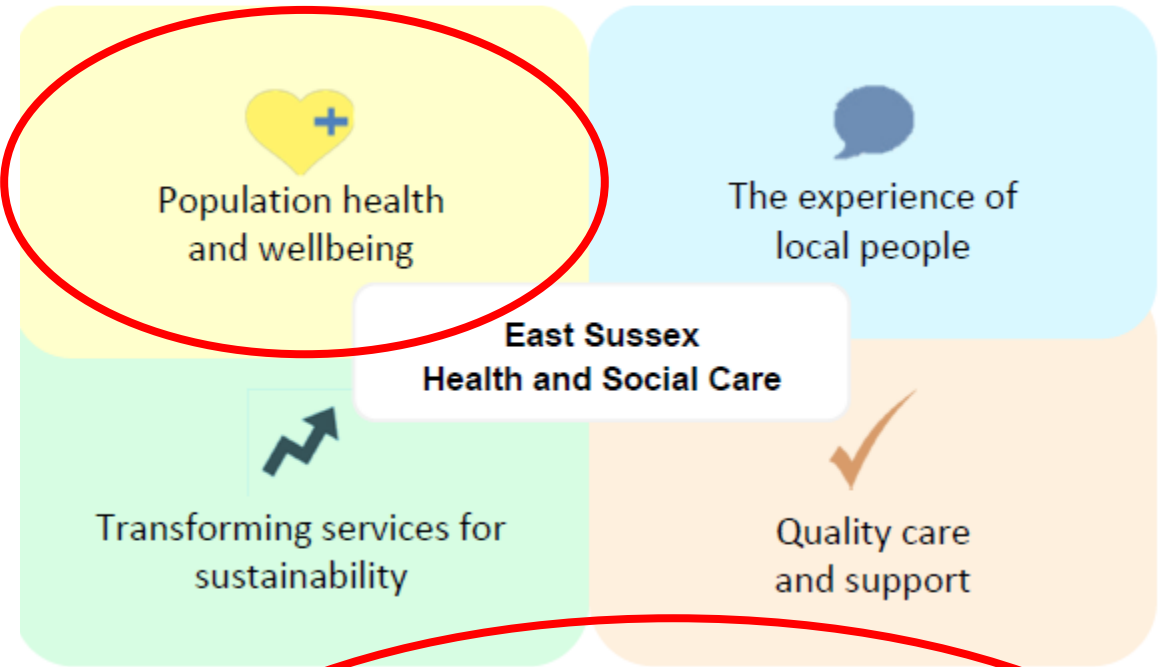 Population health
and wellbeing
The experience of
local people
East Sussex
Health and Social Care
Transforming services for
sustainability
Quality care
and support